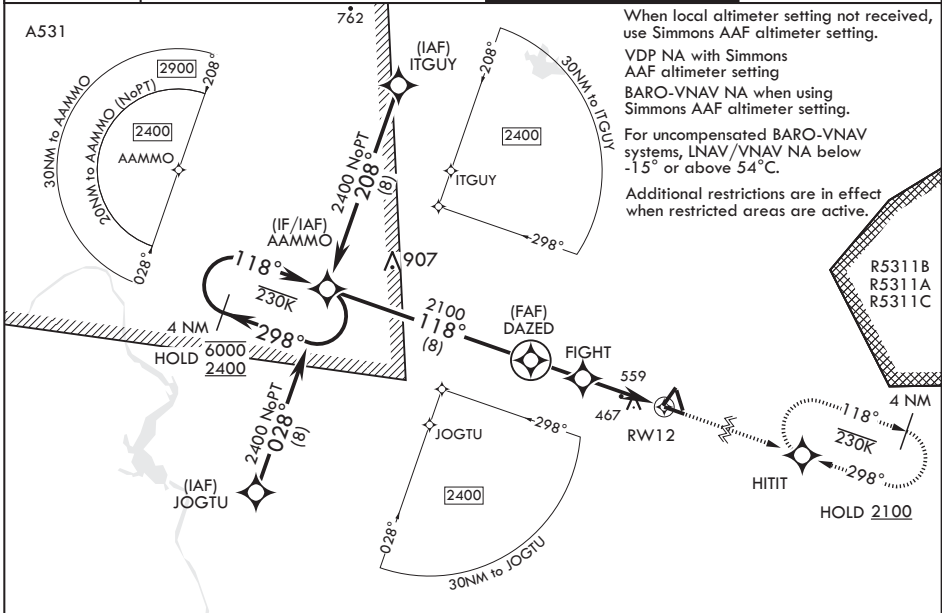 A531
762
(IAF)
ITGUY
208°
30NM to ITGUY
2400
ITGUY
298°
When local altimeter setting not received,
use Simmons AAF altimeter setting.
VDP NA with Simmons
AAF altimeter setting
BARO-VNAV NA when using
Simmons AAF altimeter setting.
For uncompensated BARO-VNAV
systems, LNAV/VNAV NA below
-15° or above 54°C.
Additional restrictions are in effect
when restricted areas are active.
30NM to AAMMO
20NM to AAMMO (NoPT)
2900
208°
2400
AAMMO
028°
2400 NoPT
208°
(8)
(IF/IAF)
AAMMO
907
118°
230K
298°
4 NM
HOLD 6000
2400
2100
118°
(8)
(FAF)
DAZED
FIGHT
559
467
RW12
R5311B
R5311A
R5311C
4 NM
118°
230K
298°
HITIT
HOLD 2100
2400 NoPT
028°
(8)
(IAF)
JOGTU
JOGTU
298°
2400
028°
30NM to JOGTU